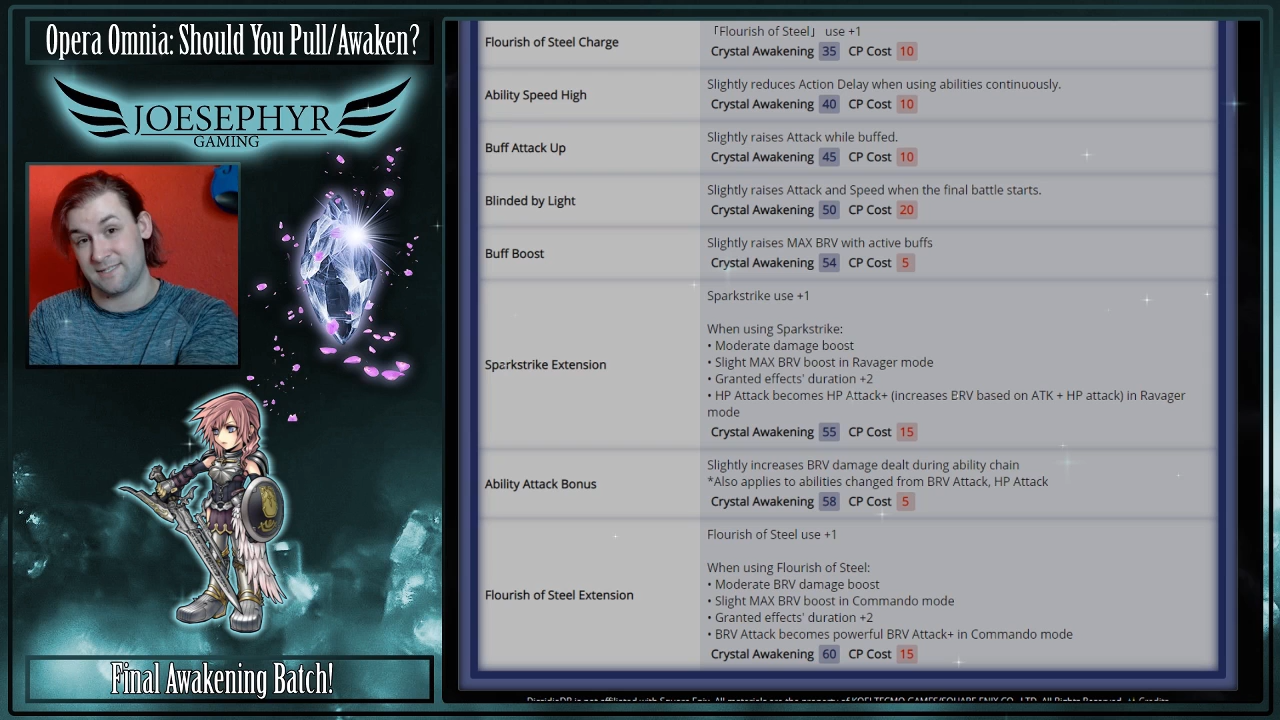 Opera Omnia: Should You Pull/Awaken?
JOESEPHYR
GAMING
Final Awakening Batch!
Flourish of Steel Charge
「Flourish of Steel」 use +1
Crystal Awakening 35 CP Cost 10
Ability Speed High
Slightly reduces Action Delay when using abilities continuously.
Crystal Awakening 40 CP Cost 10
Buff Attack Up
Slightly raises Attack while buffed.
Crystal Awakening 45 CP Cost 10
Blinded by Light
Slightly raises Attack and Speed when the final battle starts.
Crystal Awakening 50 CP Cost 20
Buff Boost
Slightly raises MAX BRV with active buffs
Crystal Awakening 54 CP Cost 5
Sparkstrike Extension
Sparkstrike use +1
When using Sparkstrike:
• Moderate damage boost
• Slight MAX BRV boost in Ravager mode
• Granted effects' duration +2
• HP Attack becomes HP Attack+ (increases BRV based on ATK + HP attack) in Ravager
mode
Crystal Awakening 55 CP Cost 15
Ability Attack Bonus
Slightly increases BRV damage dealt during ability chain
*Also applies to abilities changed from BRV Attack, HP Attack
Crystal Awakening 58 CP Cost 5
Flourish of Steel Extension
Flourish of Steel use +1
When using Flourish of Steel:
• Moderate BRV damage boost
• Slight MAX BRV boost in Commando mode
• Granted effects' duration +2
• BRV Attack becomes powerful BRV Attack+ in Commando mode
Crystal Awakening 60 CP Cost 15